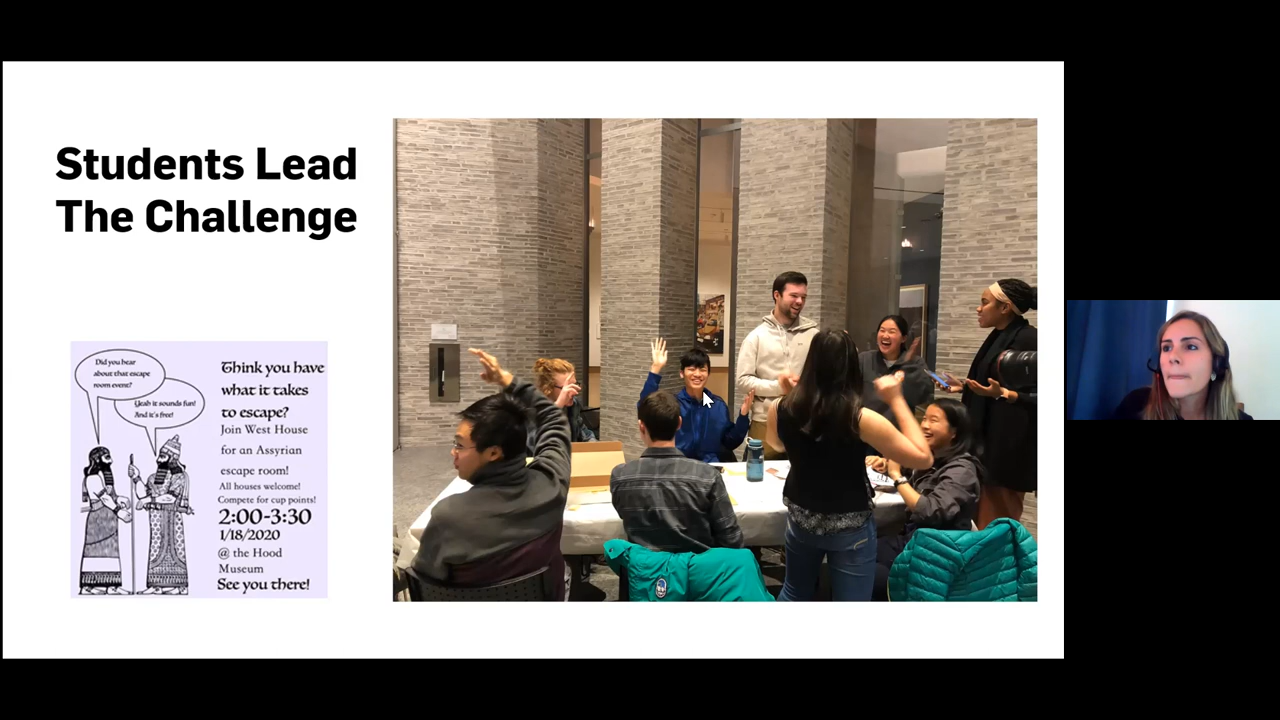 Students Lead
The Challenge
Did you hear
about that escape
room event?
Yeah it sounds fun!
And it's free!
Think you have
what it takes
to escape?
Join West House
for an Assyrian
escape room!
All houses welcome!
Compete for cup points!
2:00-3:30
1/18/2020
@ the Hood
Museum
See you there!